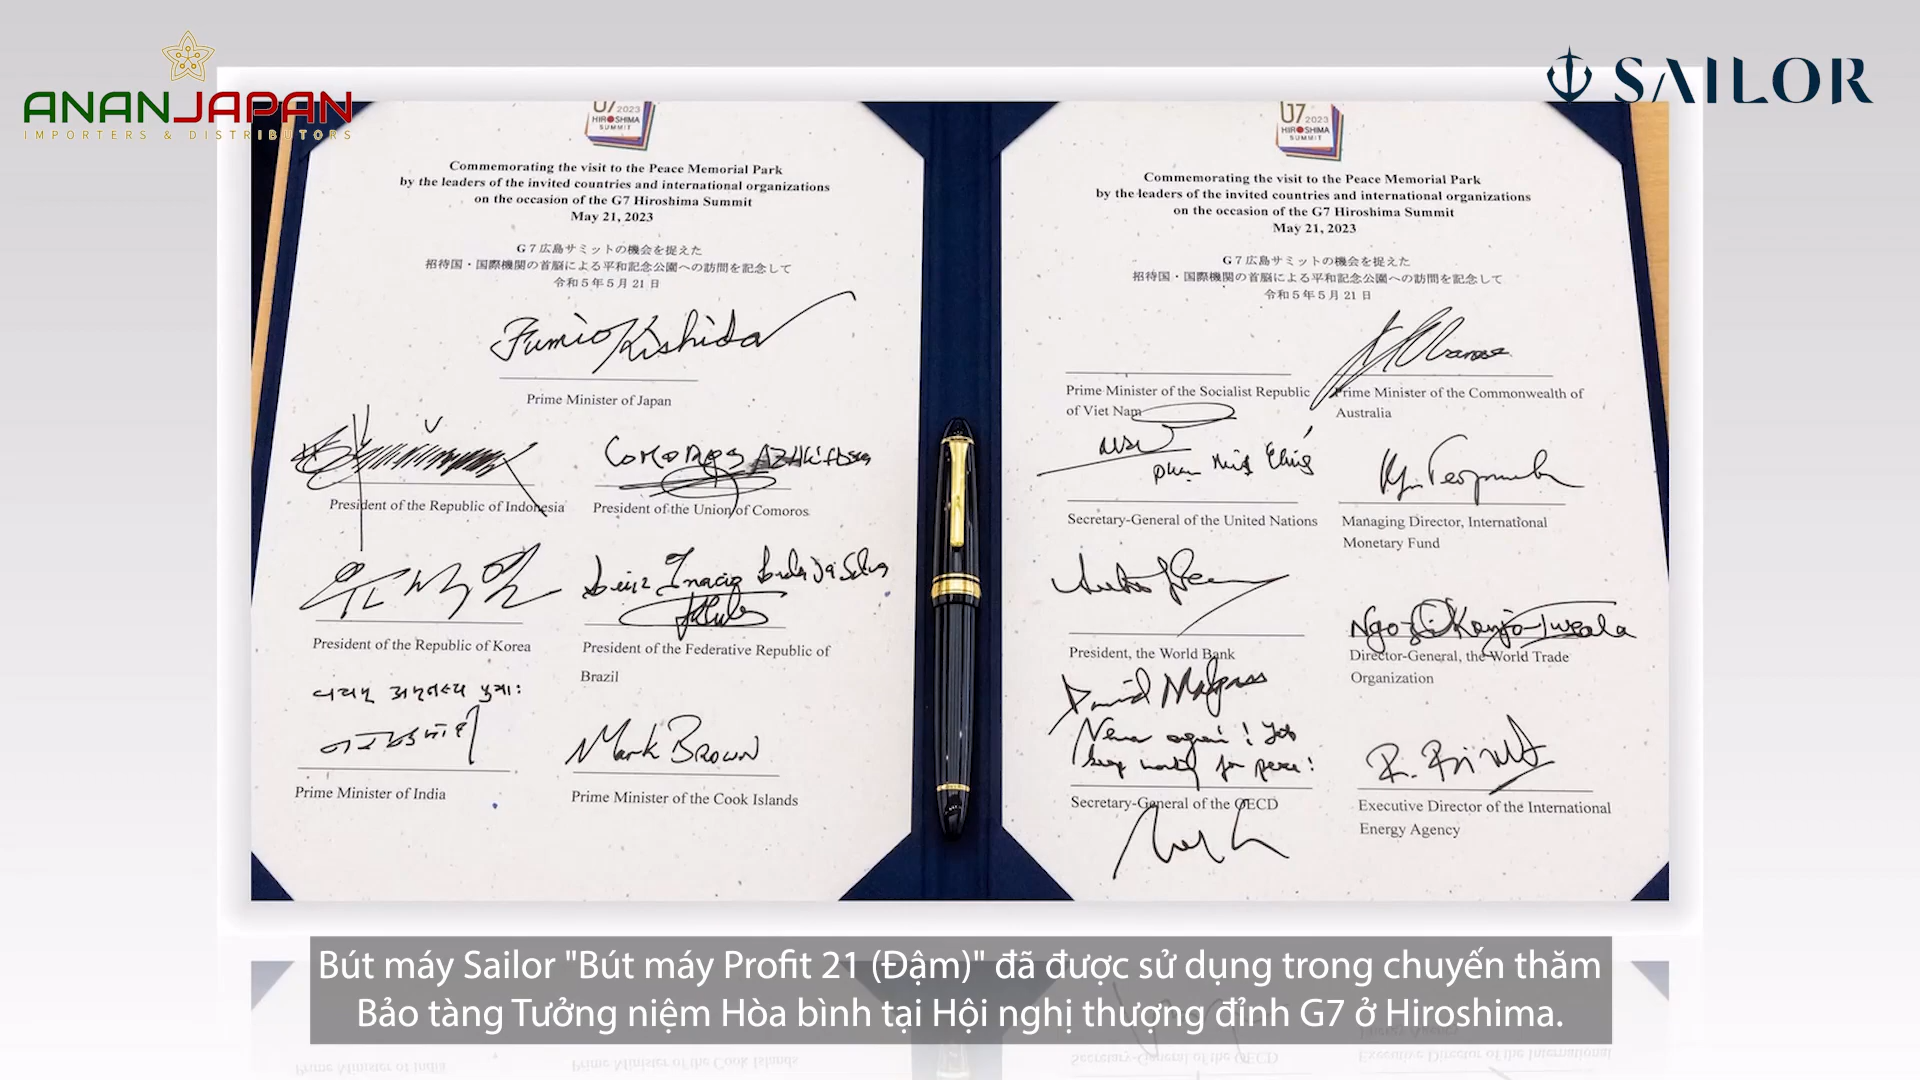 ANANJAPAN
IMPORTERS & DISTRIBUTORS
SAILOR
2023
HIROSHIMA
SUMMIT
Commemorating the visit to the Peace Memorial Park
by the leaders of the invited countries and international organizations
on the occasion of the G7 Hiroshima Summit
May 21, 2023
G7広島サミットの機会を捉えた
招待国・国際機関の首脳による平和記念公園への訪問を記念して
令和5年5月21日
Fumio Kishida
Prime Minister of Japan
President of the Republic of Indonesia
Comoros
President of the Union of Comoros
President of the Republic of Korea
Luiz Inacio Lula da Silva
President of the Federative Republic of
Brazil
Prime Minister of India
Mark Brown
Prime Minister of the Cook Islands
U7 2023
HIROSHIMA
SUMMIT
Commemorating the visit to the Peace Memorial Park
by the leaders of the invited countries and international organizations
on the occasion of the G7 Hiroshima Summit
May 21, 2023
G7広島サミットの機会を捉えた
招待国・国際機関の首脳による平和記念公園への訪問を記念して
令和5年5月21日
Prime Minister of the Socialist Republic
of Viet Nam
Prime Minister of the Commonwealth of
Australia
Secretary-General of the United Nations
Managing Director, International
Monetary Fund
President, the World Bank
Ngozi Okonjo-Iweala
Director-General, the World Trade
Organization
David Malpass
Secretary-General of the OECD
Executive Director of the International
Energy Agency
Bút máy Sailor "Bút máy Profit 21 (Đậm)" đã được sử dụng trong chuyến thăm
Bảo tàng Tưởng niệm Hòa bình tại Hội nghị thượng đỉnh G7 ở Hiroshima.